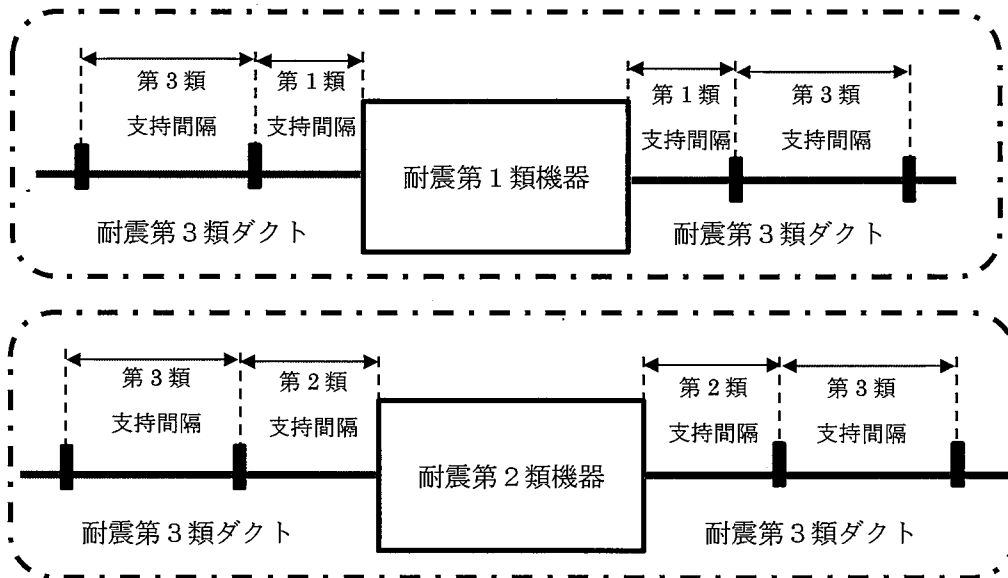 第3類
支持間隔
第1類
支持間隔
第1類
支持間隔
第3類
支持間隔
耐震第1類機器
耐震第3類ダクト
耐震第3類ダクト
第3類
支持間隔
第2類
支持間隔
第2類
支持間隔
第3類
支持間隔
耐震第2類機器
耐震第3類ダクト
耐震第3類ダクト